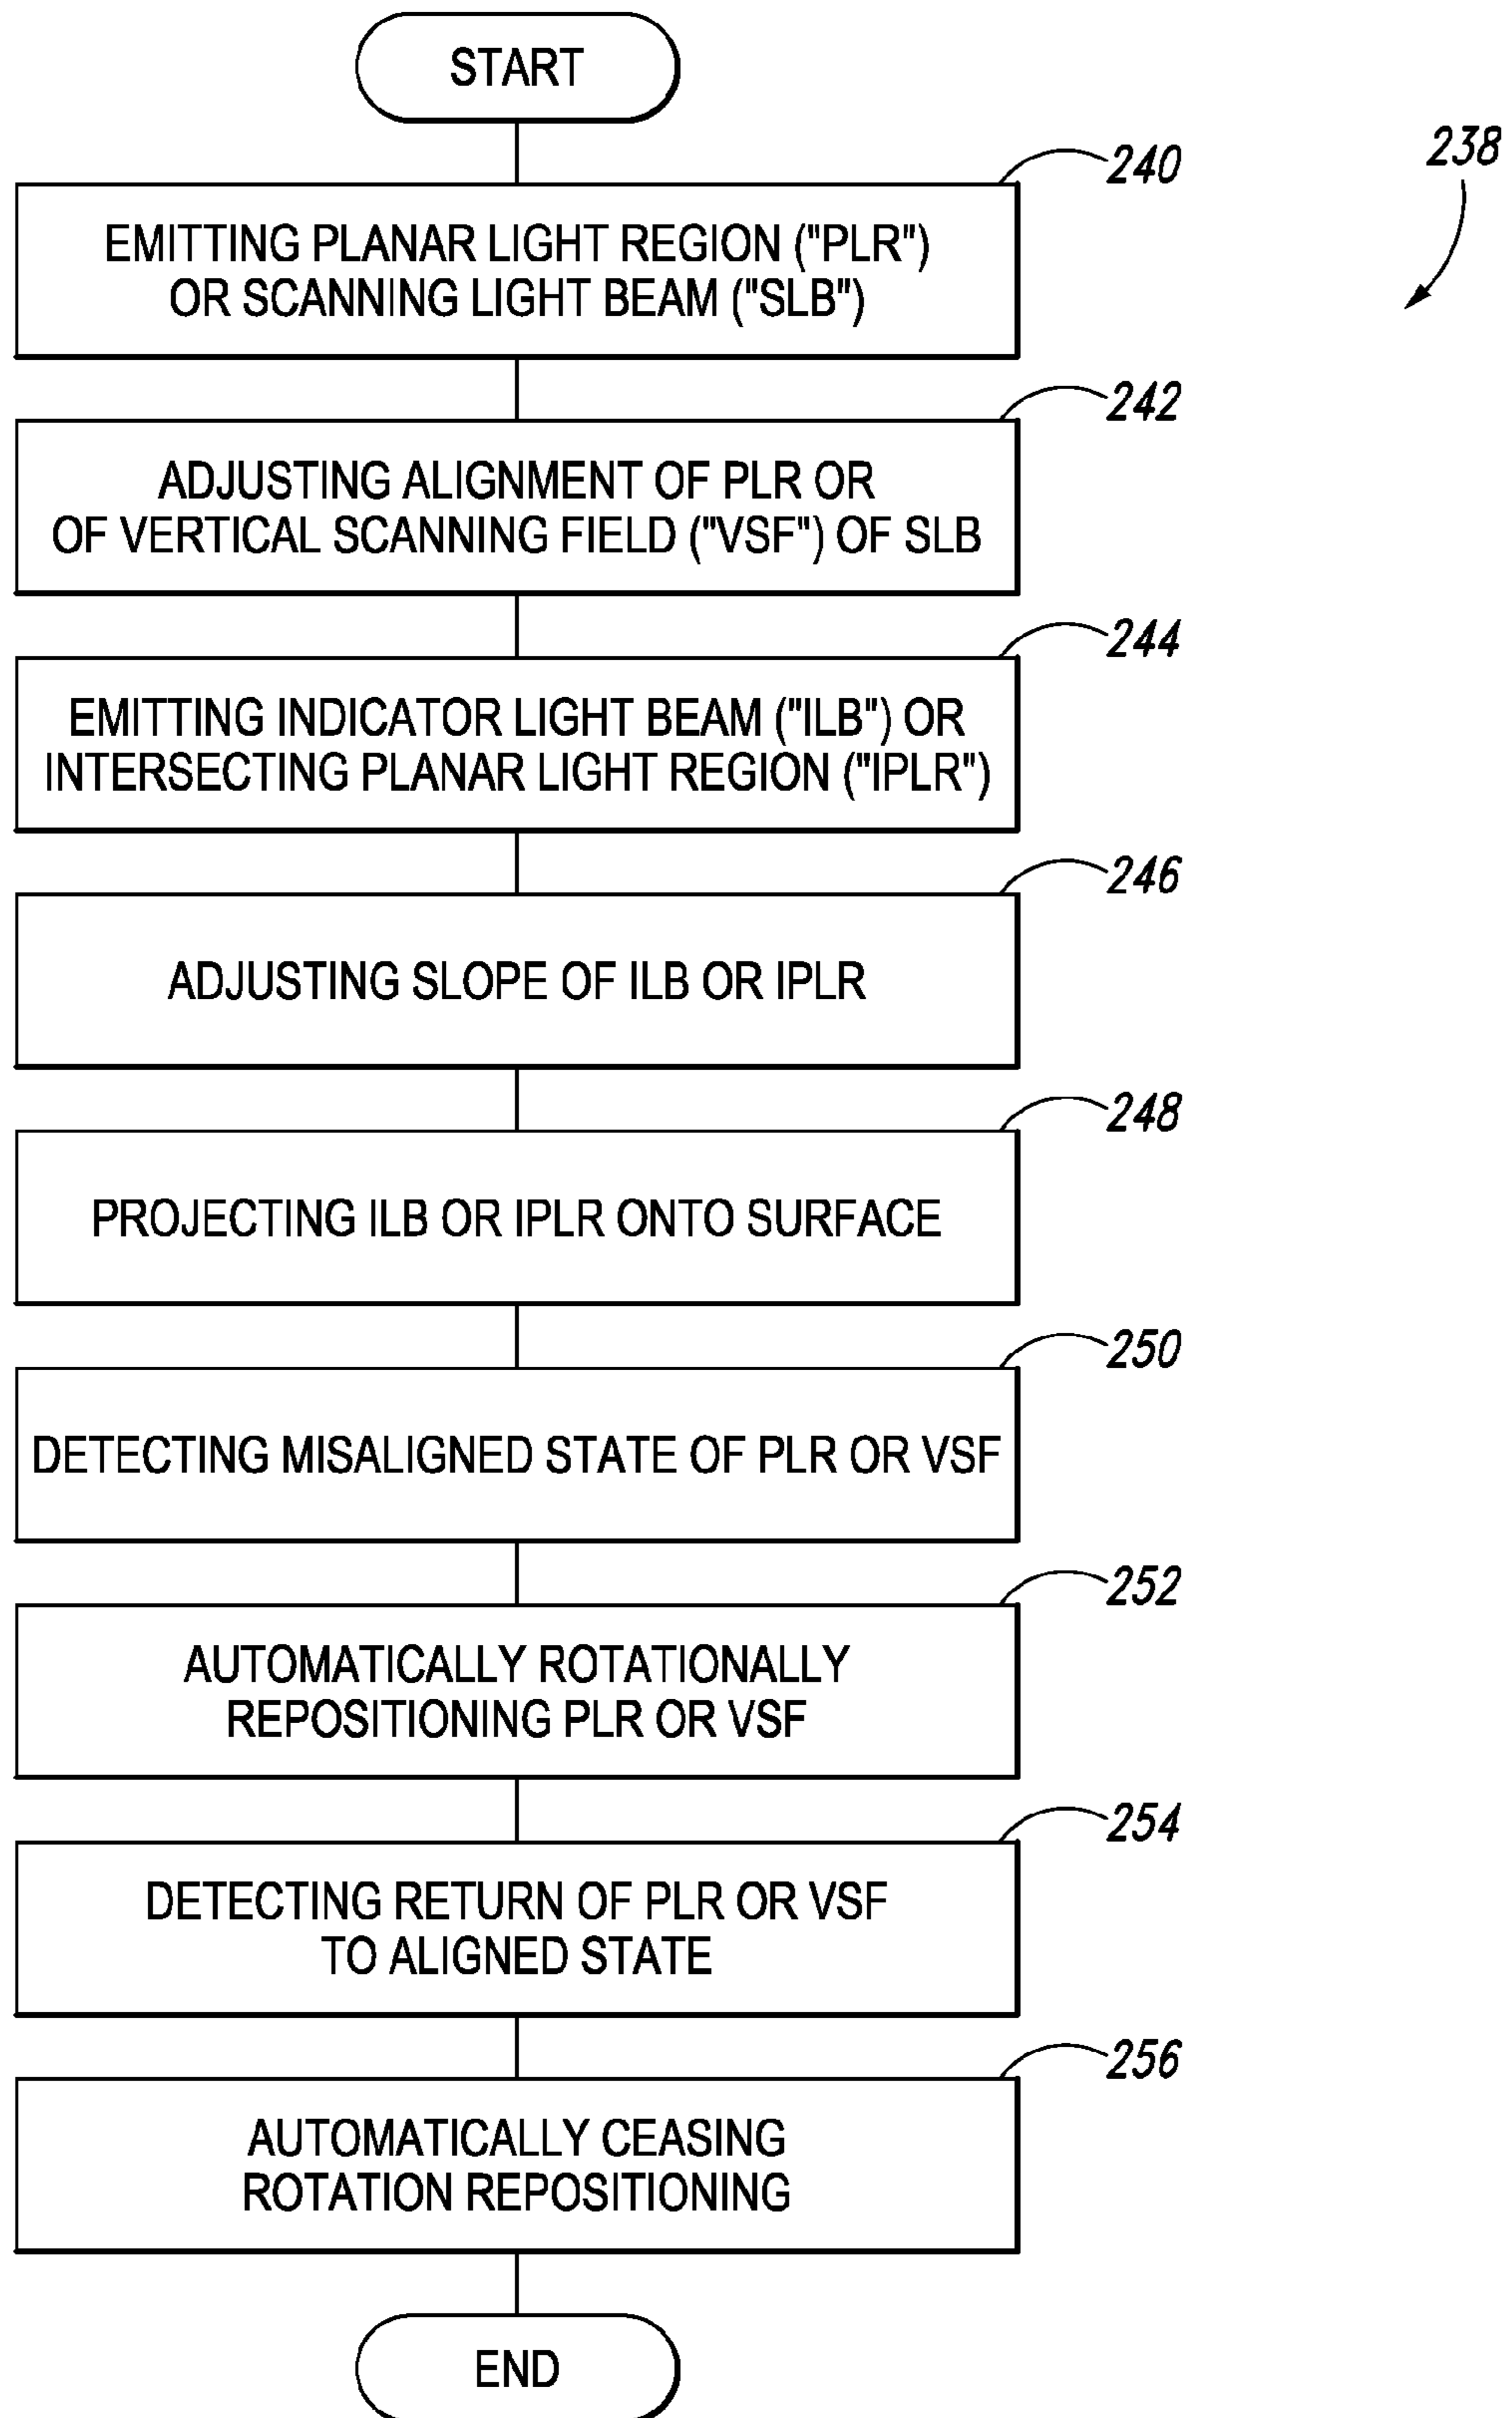 START
238
240
EMITTING PLANAR LIGHT REGION ("PLR")
OR SCANNING LIGHT BEAM ("SLB")
242
ADJUSTING ALIGNMENT OF PLR OR
OF VERTICAL SCANNING FIELD ("VSF") OF SLB
244
EMITTING INDICATOR LIGHT BEAM ("ILB") OR
INTERSECTING PLANAR LIGHT REGION ("IPLR")
246
ADJUSTING SLOPE OF ILB OR IPLR
248
PROJECTING ILB OR IPLR ONTO SURFACE
250
DETECTING MISALIGNED STATE OF PLR OR VSF
252
AUTOMATICALLY ROTATIONALLY
REPOSITIONING PLR OR VSF
254
DETECTING RETURN OF PLR OR VSF
TO ALIGNED STATE
256
AUTOMATICALLY CEASING
ROTATION REPOSITIONING
END